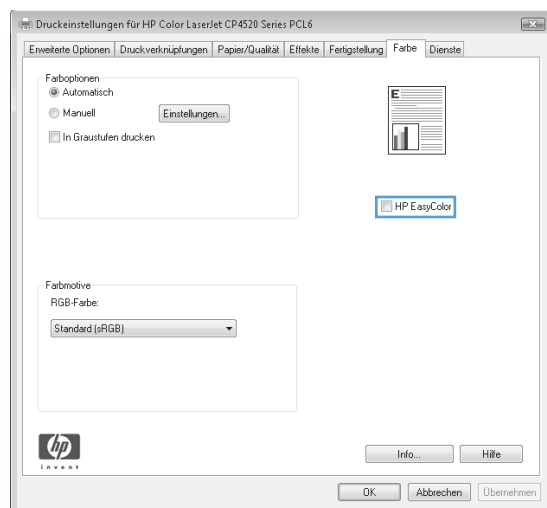 Druckeinstellungen für HP Color LaserJet CP4520 Series PCL6
Erweiterte Optionen Druckverknüpfungen Papier/Qualität Effekte Fertigstellung Farbe Dienste
Farboptionen
Automatisch
Manuell Einstellungen...
In Graustufen drucken
E
HP EasyColor
Farbmotive
RGB-Farbe:
Standard (sRGB)
hp
invent
Info... Hilfe
OK Abbrechen Übernehmen